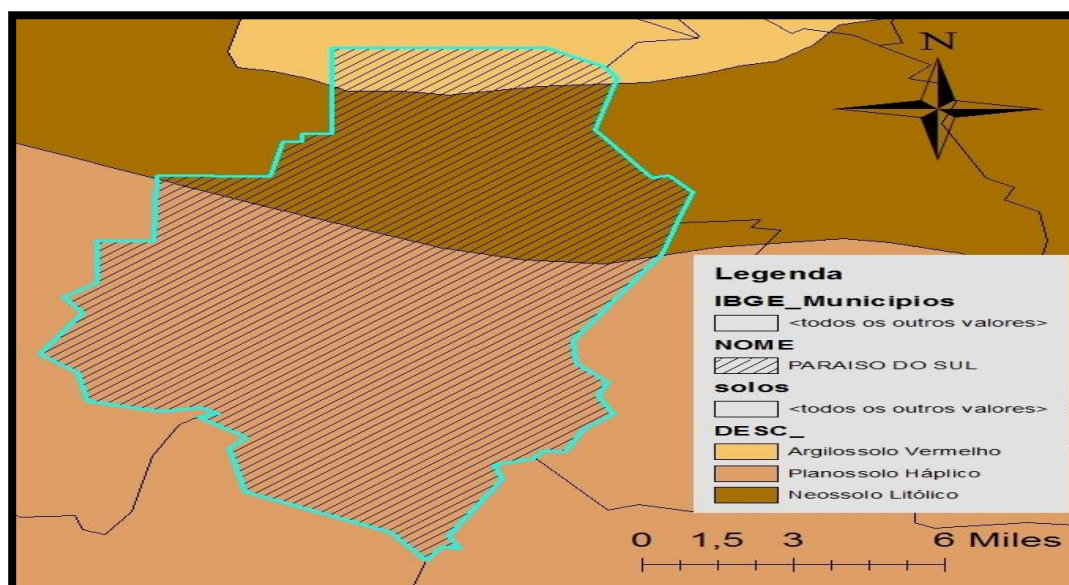 N
Legenda
IBGE_Municipios
<todos os outros valores>
NOME
PARAISO DO SUL
solos
<todos os outros valores>
DESC_
Argilossolo Vermelho
Planossolo Háplico
Neossolo Litólico
0 1,5 3 6 Miles